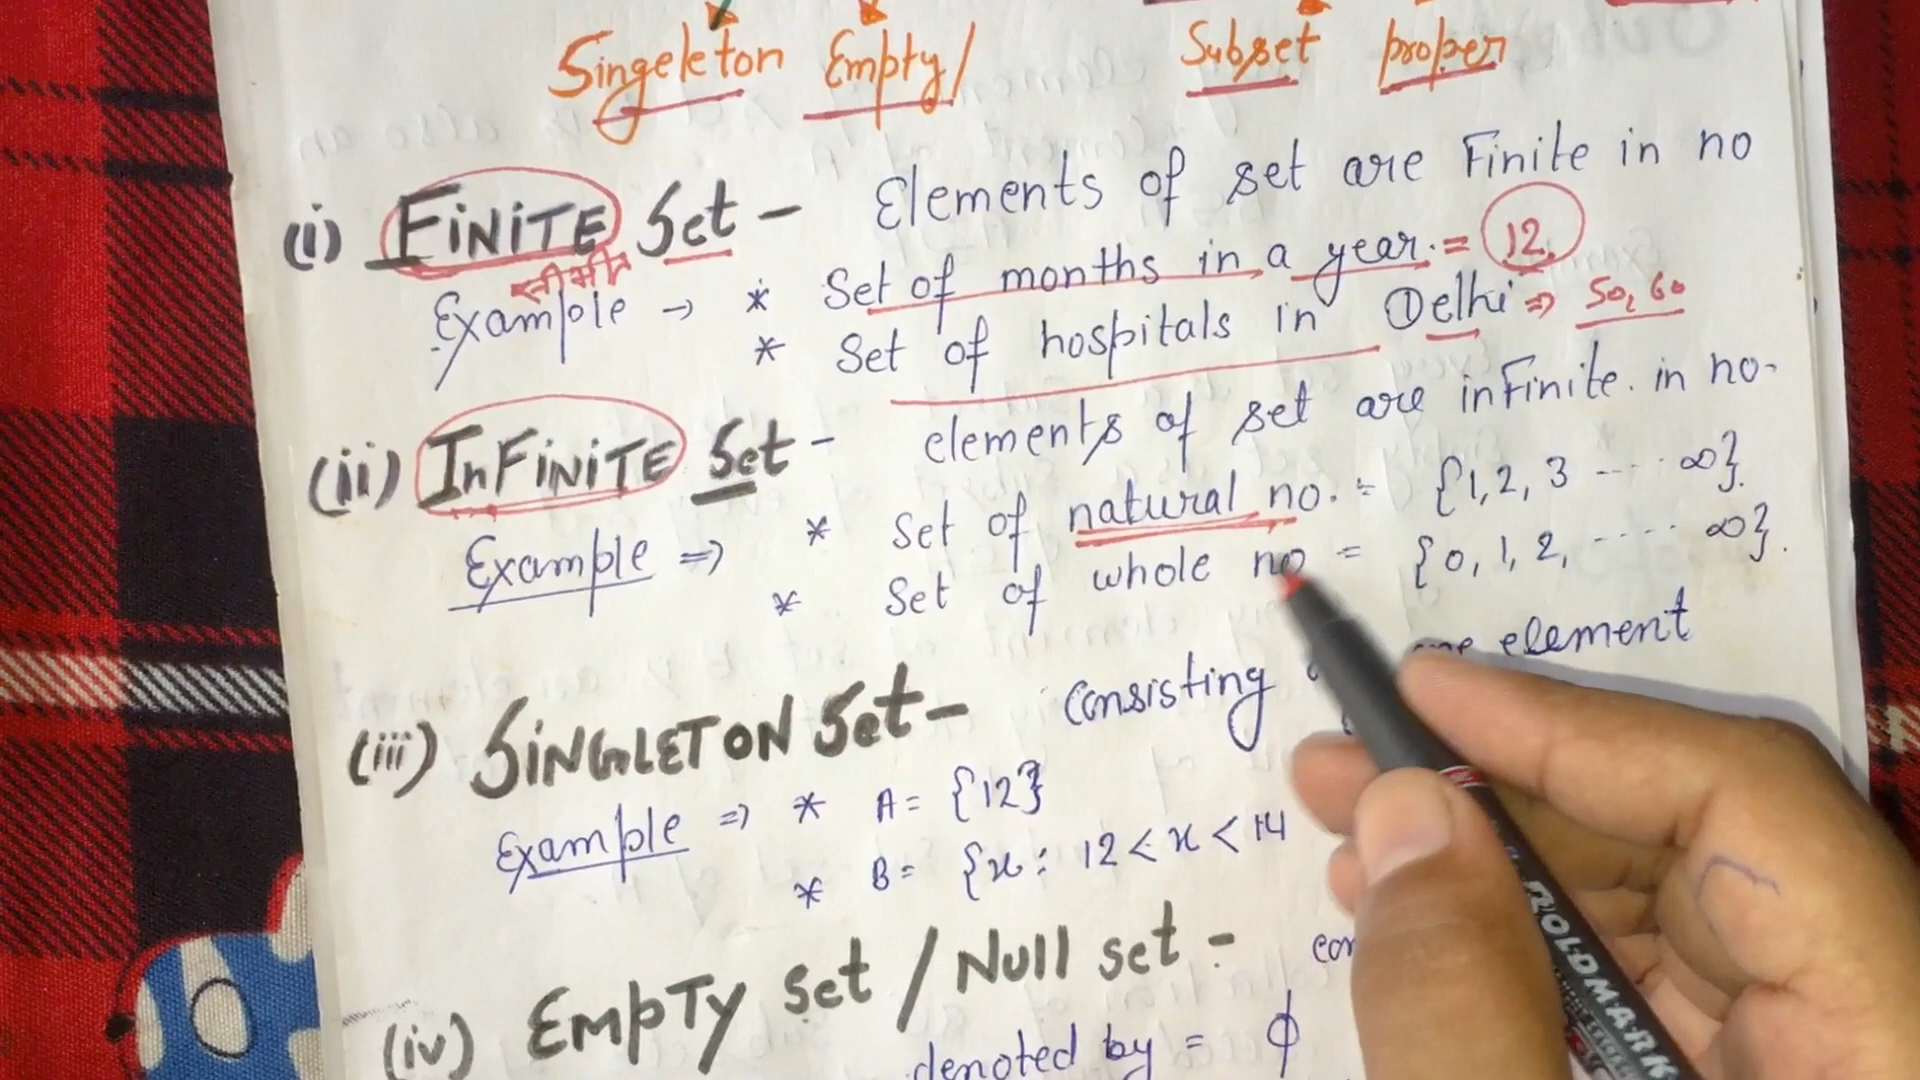 Singeleton Empty/ Subset proper
(i) FiNiTE Set - Elements of set are Finite in no
Example → * Set of months in a year. = 12.
* Set of hospitals in Delhi ⇒ 50, 60
(ii) InFiNiTE Set - elements of set are infinite. in no.
Example ⇒ * Set of natural no. = {1, 2, 3 ---- ∞}.
* Set of whole no = {0, 1, 2, ----- ∞}.
(iii) SiNGLETON Set - consisting element
Example ⇒ * A = {12}
* B = {x : 12 < x < 14
(iv) EmpTy set / Null set -
denoted by = ϕ
GOLDMARK